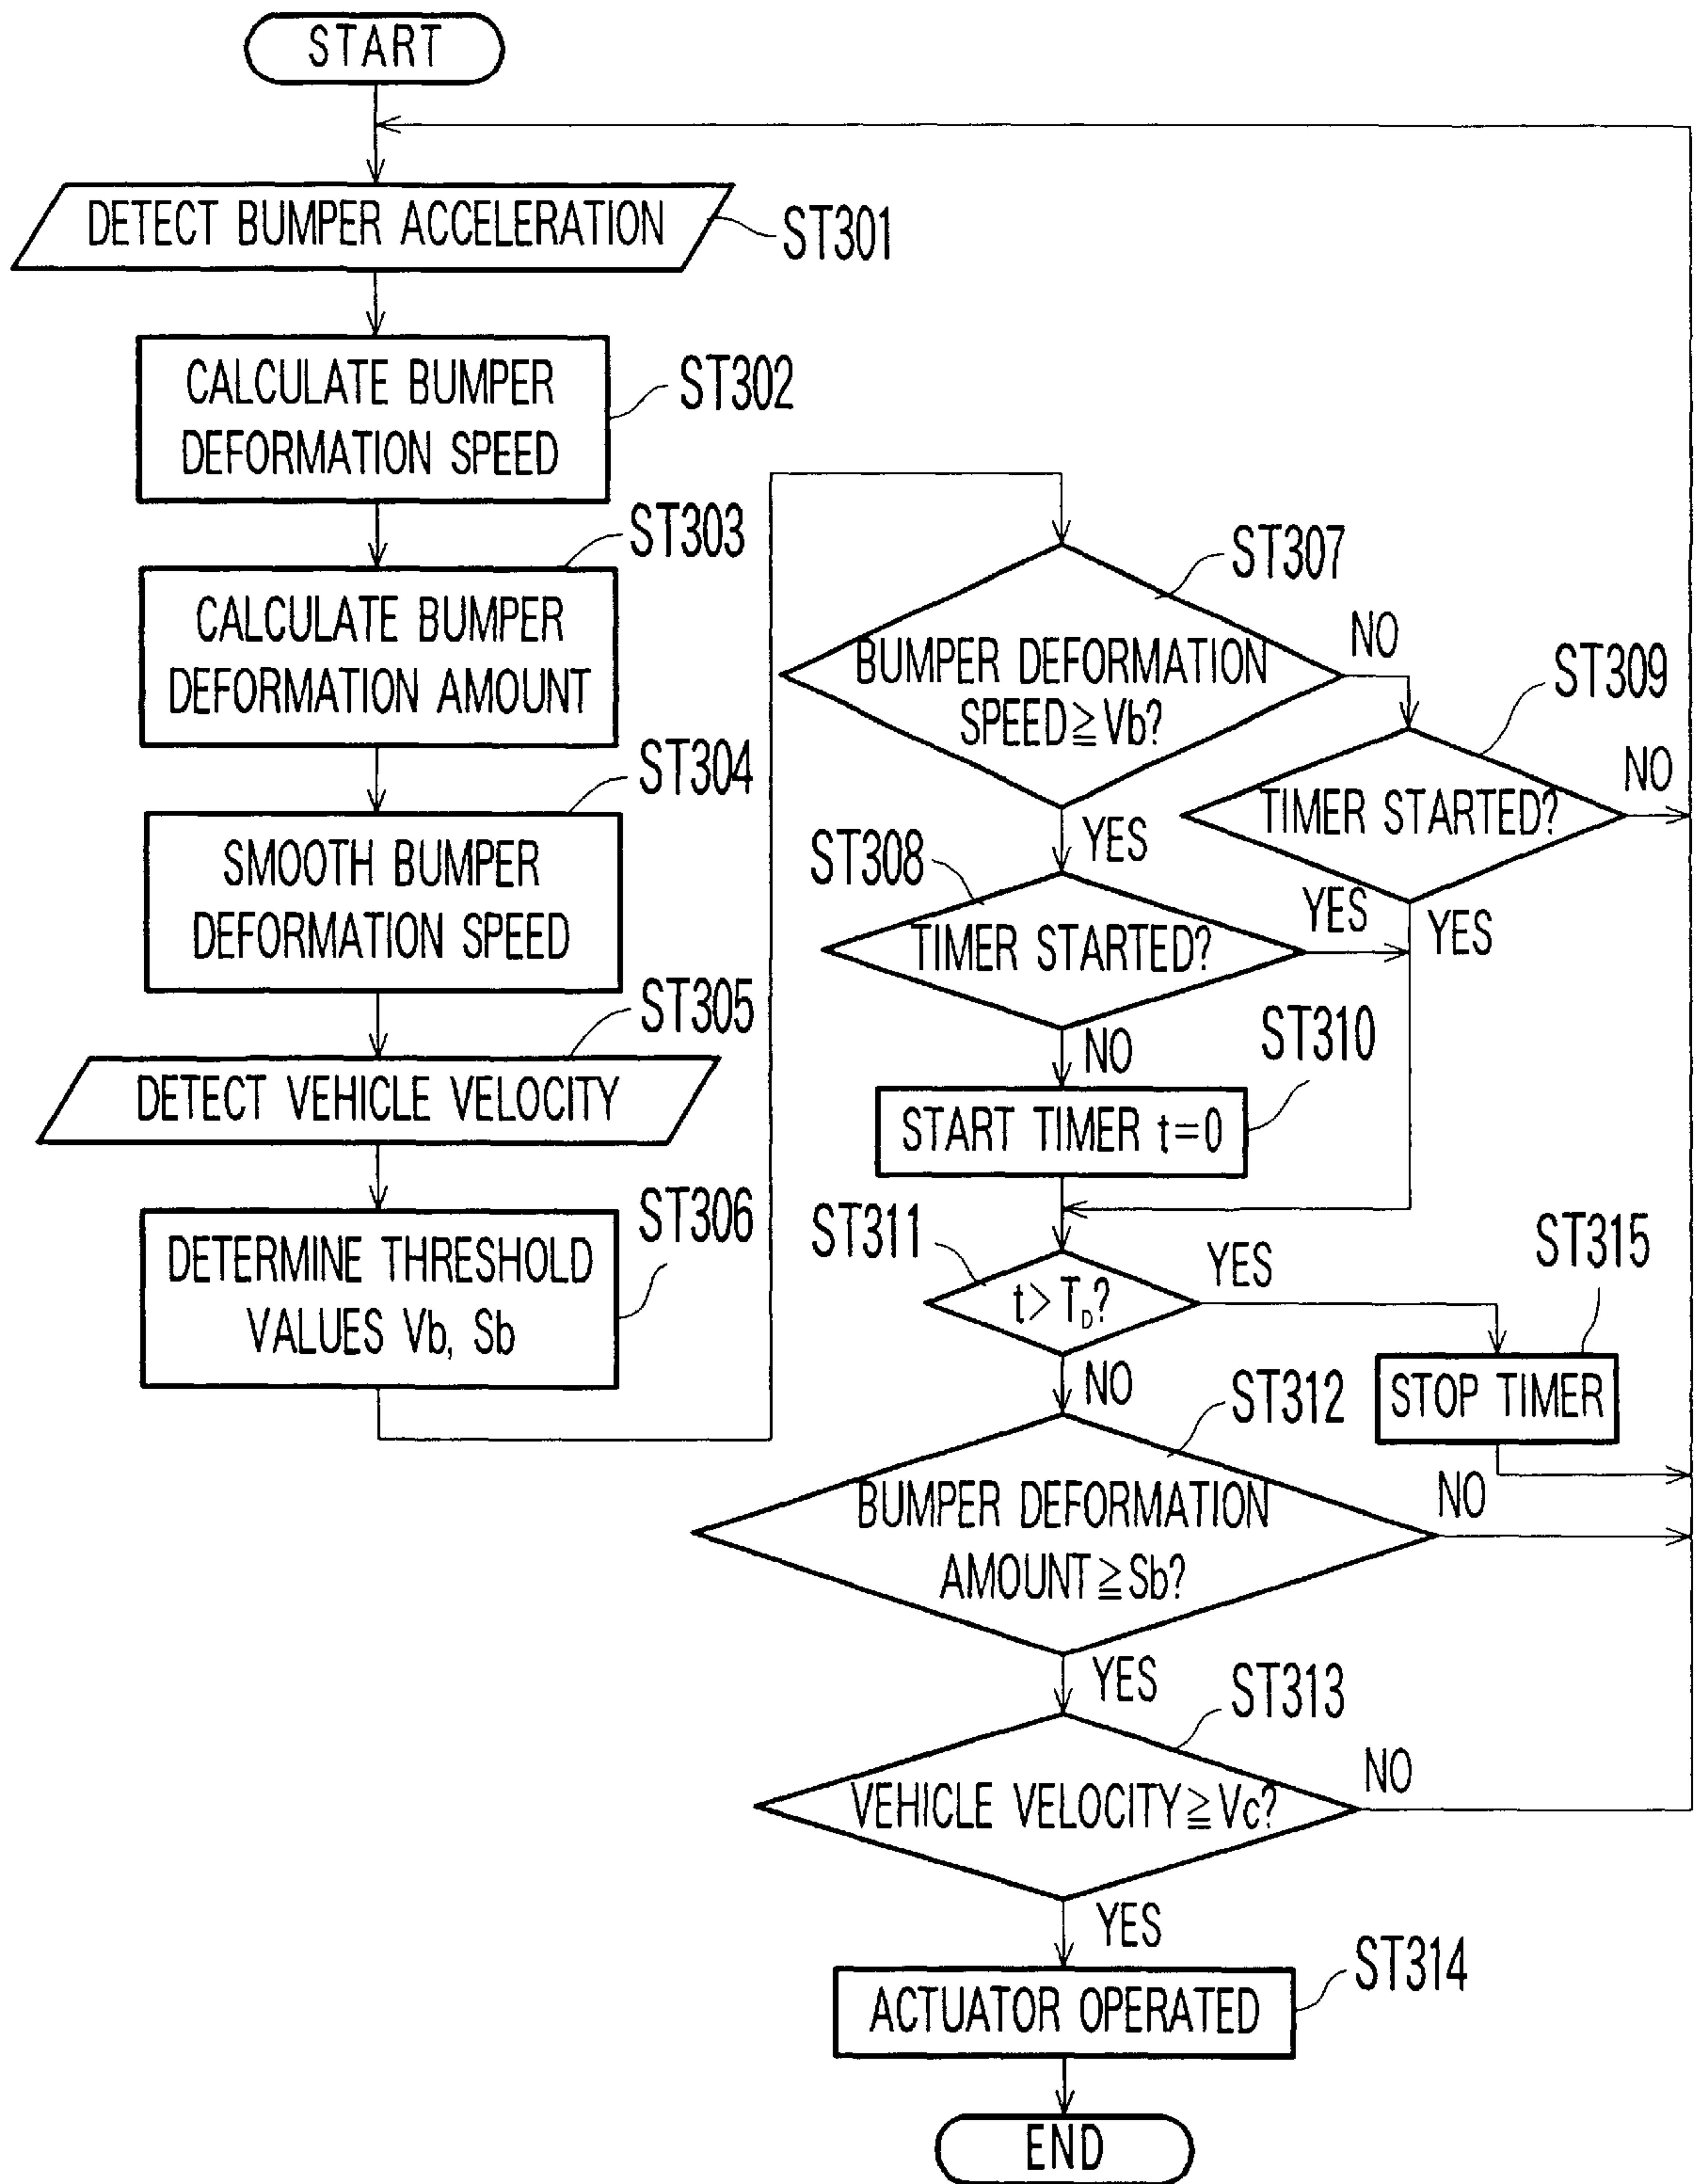 START
DETECT BUMPER ACCELERATION
ST301
CALCULATE BUMPER
DEFORMATION SPEED
ST302
ST303
CALCULATE BUMPER
DEFORMATION AMOUNT
ST304
SMOOTH BUMPER
DEFORMATION SPEED
ST305
DETECT VEHICLE VELOCITY
ST306
DETERMINE THRESHOLD
VALUES Vb, Sb
ST307
BUMPER DEFORMATION
SPEED≧Vb?
NO
YES
ST309
TIMER STARTED?
NO
YES
ST308
TIMER STARTED?
YES
NO
ST310
START TIMER t=0
ST311
t>T_D?
YES
NO
ST315
STOP TIMER
ST312
BUMPER DEFORMATION
AMOUNT≧Sb?
NO
YES
ST313
VEHICLE VELOCITY≧Vc?
NO
YES
ST314
ACTUATOR OPERATED
END